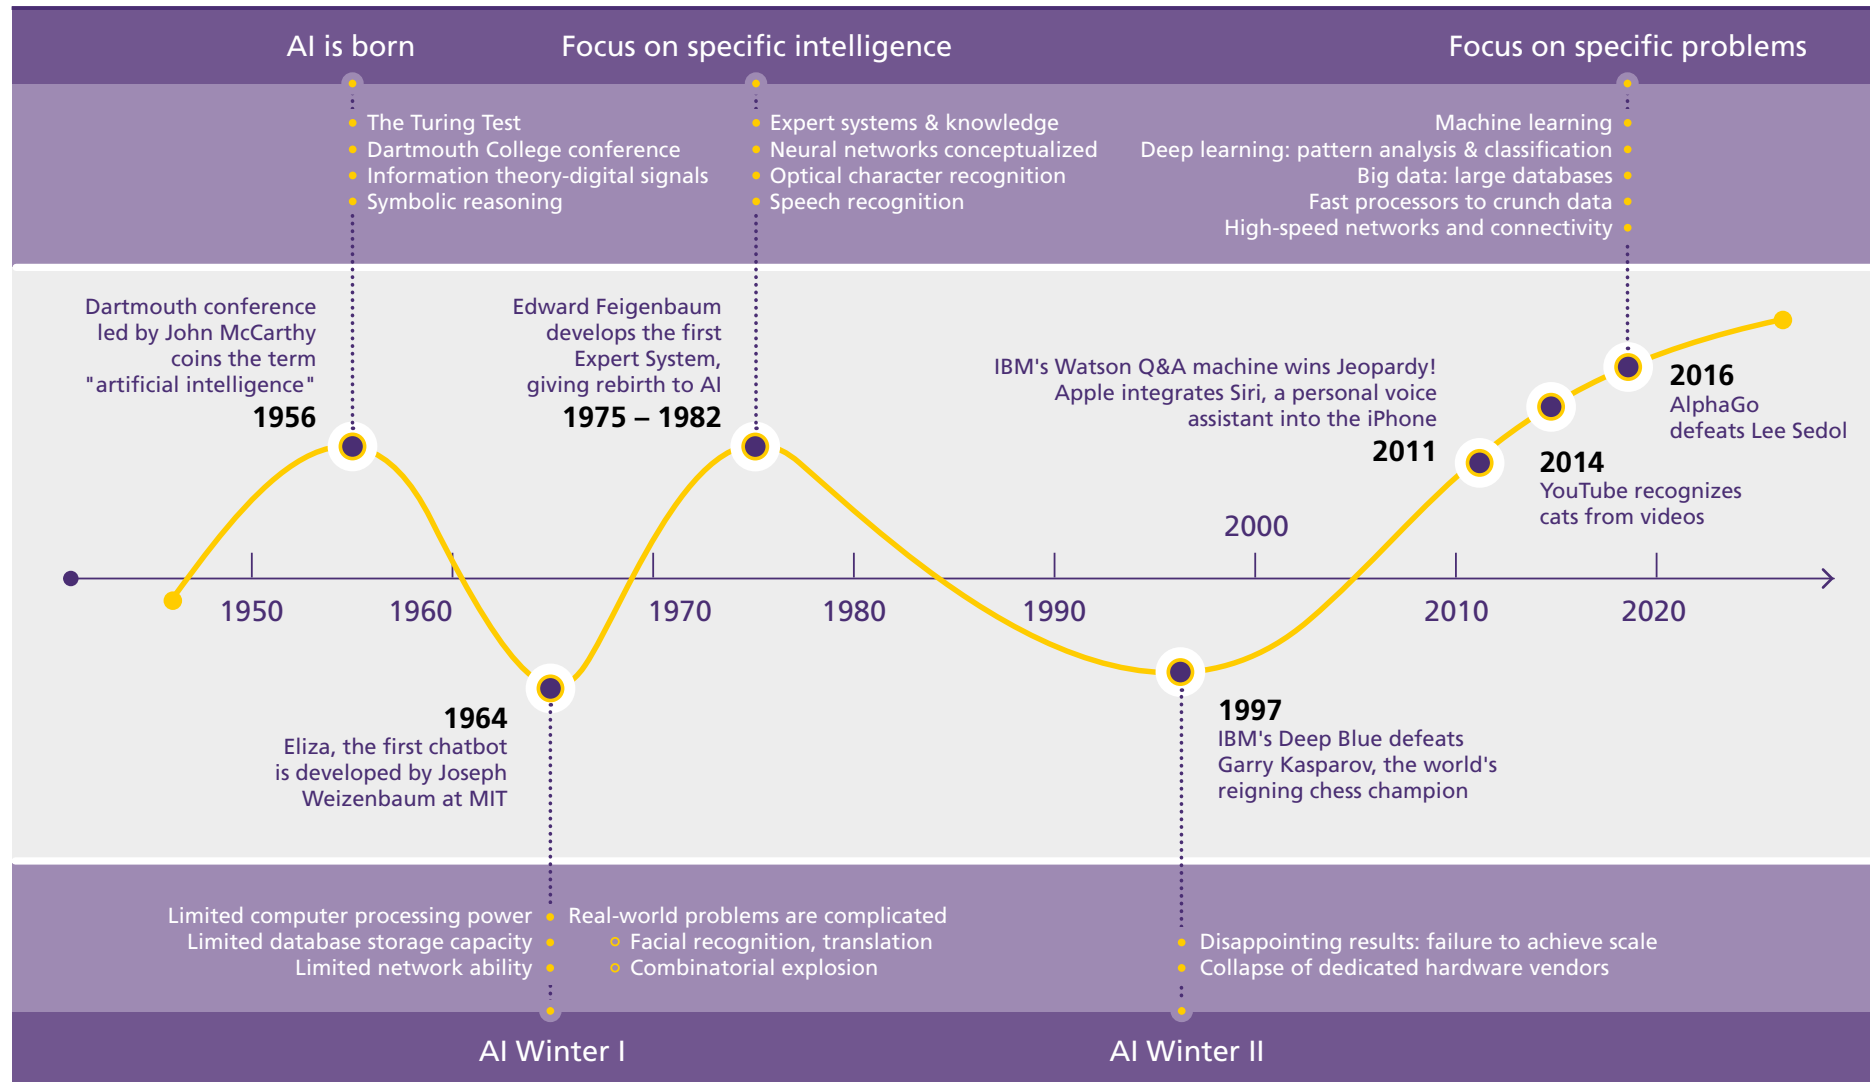 AI is born
Focus on specific intelligence
Focus on specific problems
The Turing Test
Dartmouth College conference
Information theory-digital signals
Symbolic reasoning
Expert systems & knowledge
Neural networks conceptualized
Optical character recognition
Speech recognition
Machine learning
Deep learning: pattern analysis & classification
Big data: large databases
Fast processors to crunch data
High-speed networks and connectivity
Dartmouth conference
led by John McCarthy
coins the term
"artificial intelligence"
1956
Edward Feigenbaum
develops the first
Expert System,
giving rebirth to AI
1975 – 1982
IBM's Watson Q&A machine wins Jeopardy!
Apple integrates Siri, a personal voice
assistant into the iPhone
2011
2014
YouTube recognizes
cats from videos
2016
AlphaGo
defeats Lee Sedol
1950
1960
1970
1980
1990
2000
2010
2020
1964
Eliza, the first chatbot
is developed by Joseph
Weizenbaum at MIT
1997
IBM's Deep Blue defeats
Garry Kasparov, the world's
reigning chess champion
Limited computer processing power
Limited database storage capacity
Limited network ability
Real-world problems are complicated
Facial recognition, translation
Combinatorial explosion
Disappointing results: failure to achieve scale
Collapse of dedicated hardware vendors
AI Winter I
AI Winter II